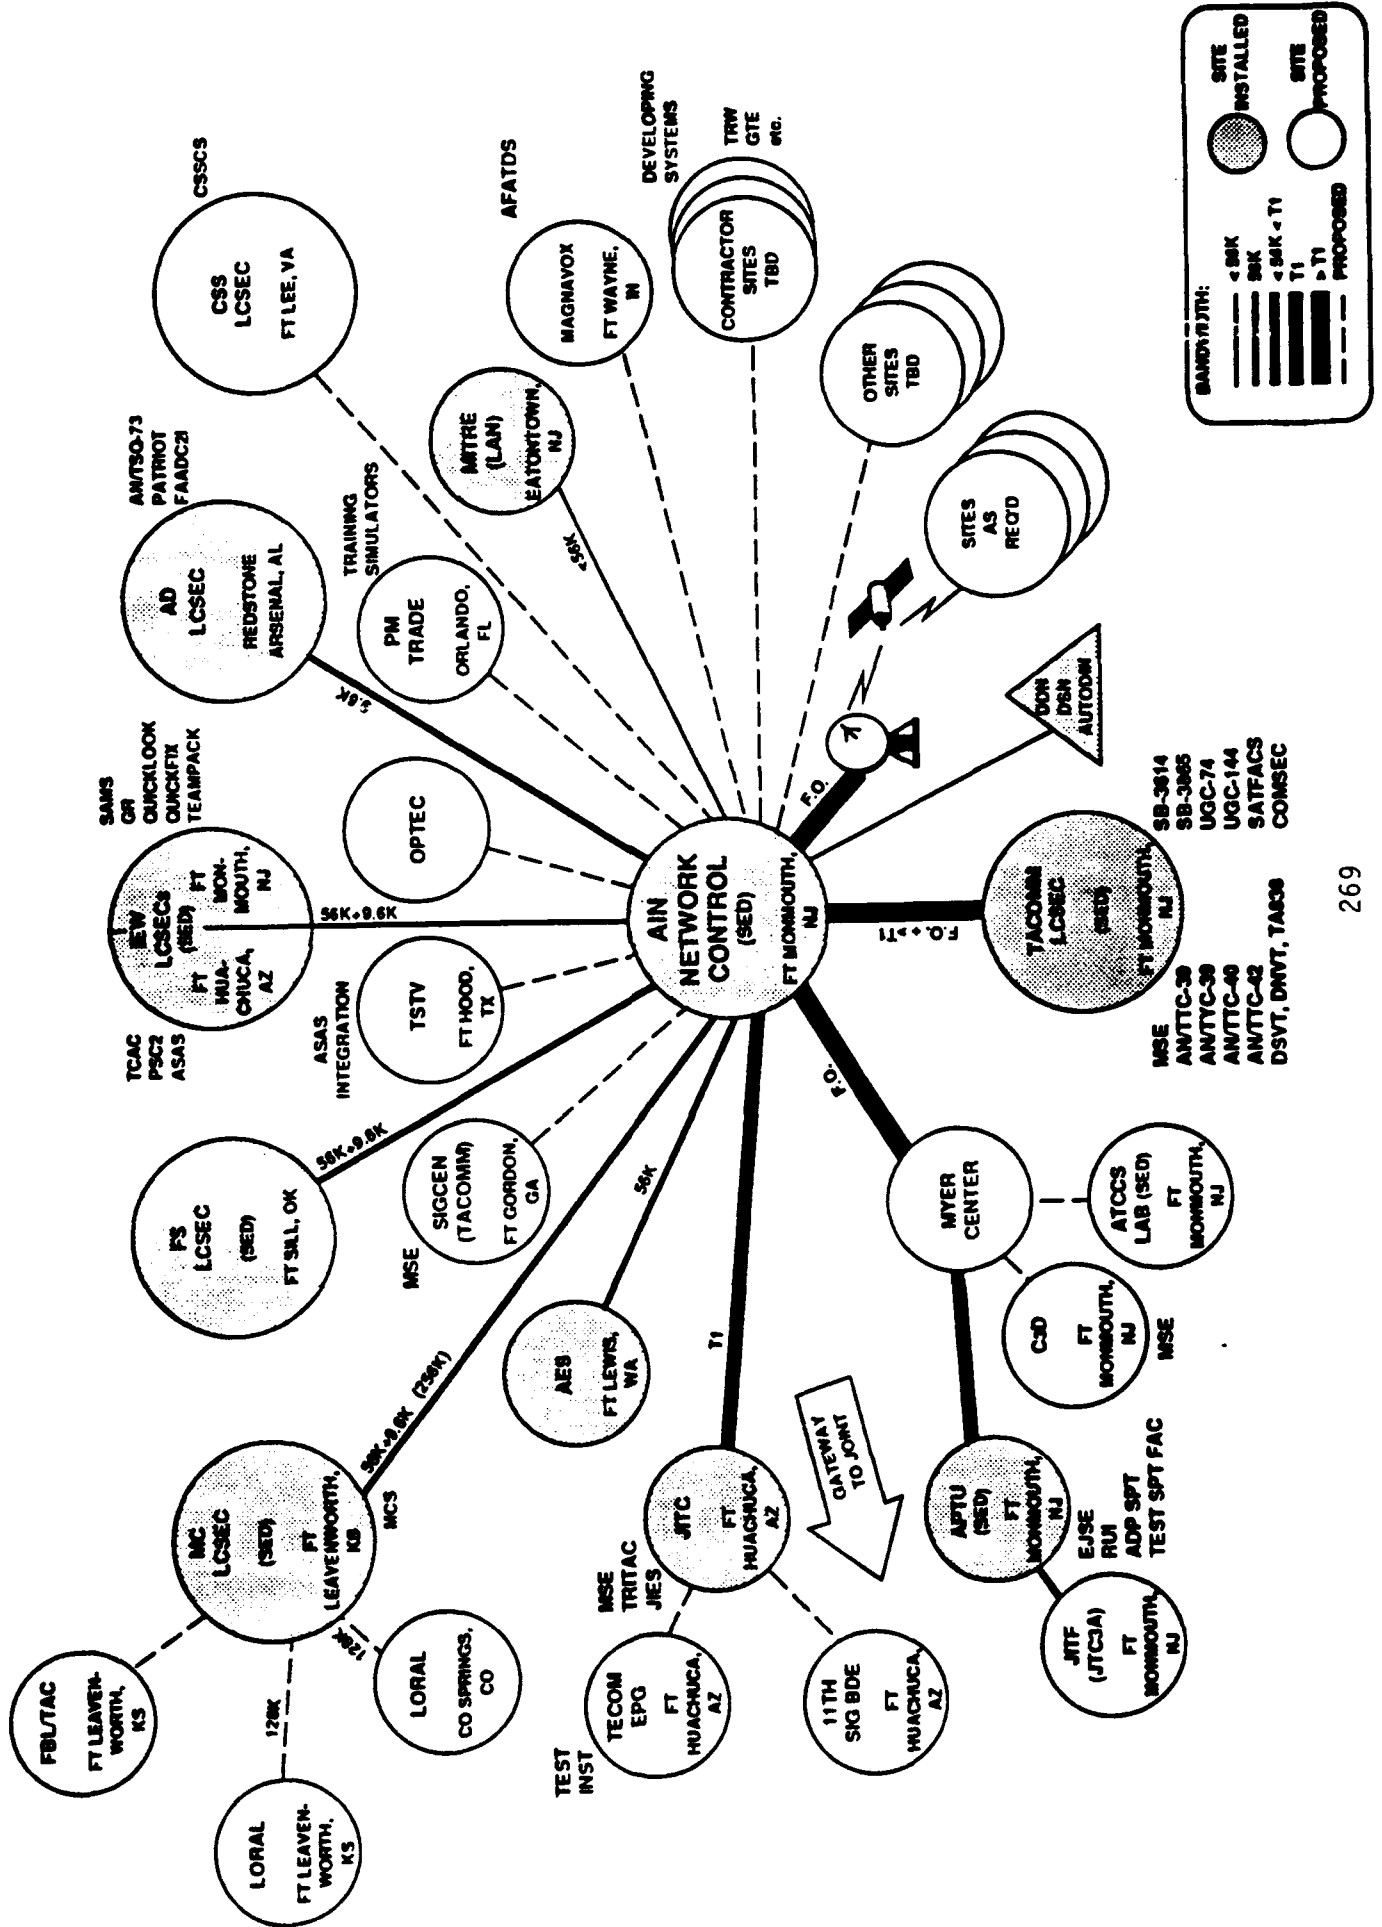 FBL/TAC
FT LEAVEN-
WORTH,
KS
LORAL
FT LEAVEN-
WORTH,
KS
128K
LORAL
CO SPRINGS,
CO
128K
MC
LCSEC
(SED)
FT
LEAVENWORTH,
KS
MCS
56K+9.6K (256K)
FS
LCSEC
(SED)
FT SILL, OK
56K+9.6K
TCAC
PSC2
ASAS
IEW
LCSECS
(SED)
FT
HUA-
CHUCA,
AZ
FT
MON-
MOUTH,
NJ
SAMS
GR
QUICKLOOK
QUICKFIX
TEAMPACK
56K+9.6K
AN/TSQ-73
PATRIOT
FAADC2I
AD
LCSEC
REDSTONE
ARSENAL, AL
9.6K
CSSCS
CSS
LCSEC
FT LEE, VA
MSE
SIGCEN
(TACOMM)
FT GORDON,
GA
ASAS
INTEGRATION
TSTV
FT HOOD,
TX
OPTEC
TRAINING
SIMULATORS
PM
TRADE
ORLANDO,
FL
MITRE
(LAN)
EATONTOWN,
NJ
<56K
AFATDS
MAGNAVOX
FT WAYNE,
IN
DEVELOPING
SYSTEMS
CONTRACTOR
SITES
TBD
TRW
GTE
etc.
OTHER
SITES
TBD
SITES
AS
REQ'D
AES
FT LEWIS,
WA
56K
AIN
NETWORK
CONTROL
(SED)
FT MONMOUTH,
NJ
F.O.
DDN
DSN
AUTODIN
MSE
TRITAC
JIES
JITC
FT
HUACHUCA,
AZ
T1
TEST
INST
TECOM
EPG
FT
HUACHUCA,
AZ
11TH
SIG BDE
FT
HUACHUCA,
AZ
GATEWAY
TO JOINT
F.O.
MYER
CENTER
F.O. + >T1
TACOMM
LCSEC
(SED)
FT MONMOUTH,
NJ
APTU
(SED)
FT
MONMOUTH,
NJ
EJSE
RUI
ADP SPT
TEST SPT FAC
JITF
(JTC3A)
FT
MONMOUTH,
NJ
C3D
FT
MONMOUTH,
NJ
MSE
ATCCS
LAB (SED)
FT
MONMOUTH,
NJ
MSE
AN/TTC-39
AN/TYC-39
AN/TTC-40
AN/TTC-42
DSVT, DNVT, TA838
SB-3614
SB-3865
UGC-74
UGC-144
SATFACS
COMSEC
BANDWIDTH:
< 56K
56K
< 56K < T1
T1
> T1
PROPOSED
SITE
INSTALLED
SITE
PROPOSED
269